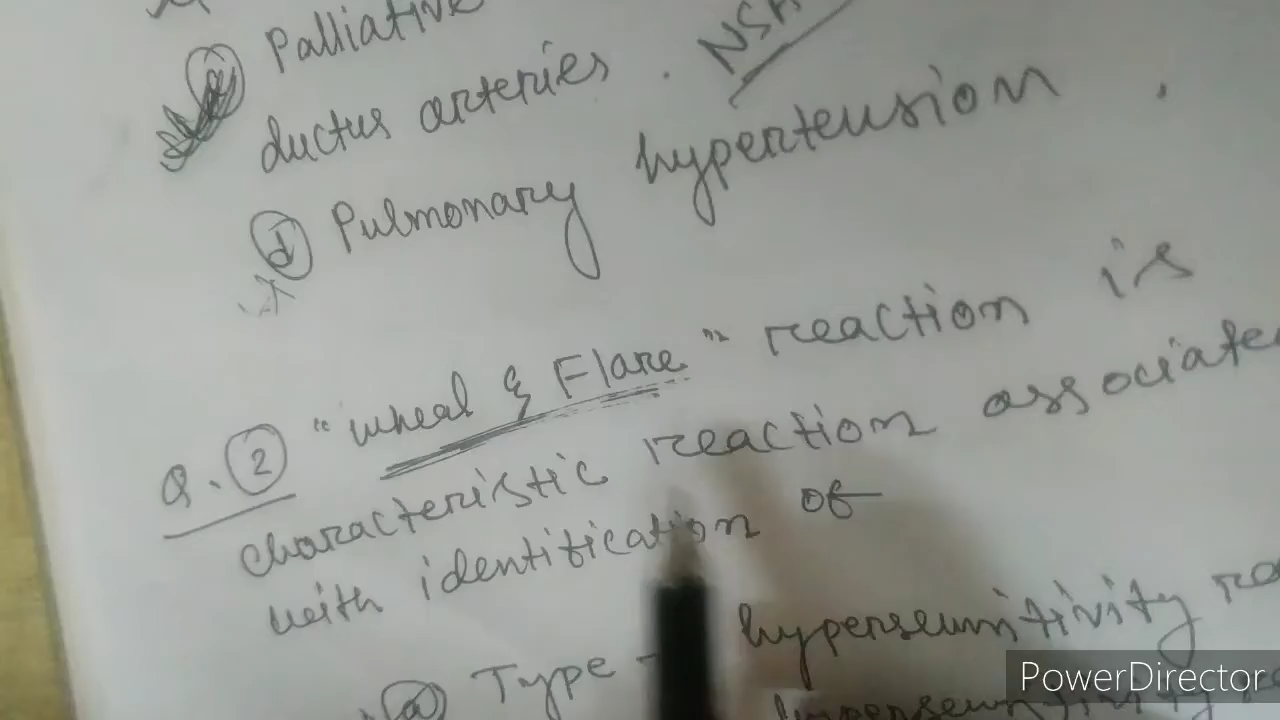 Palliative
ductus arteries. NSA
(d) Pulmonary hypertension.
Q.(2) "wheal & Flare" reaction is
characteristic reaction associate
with identification of
(a) Type hypersensitivity
PowerDirector